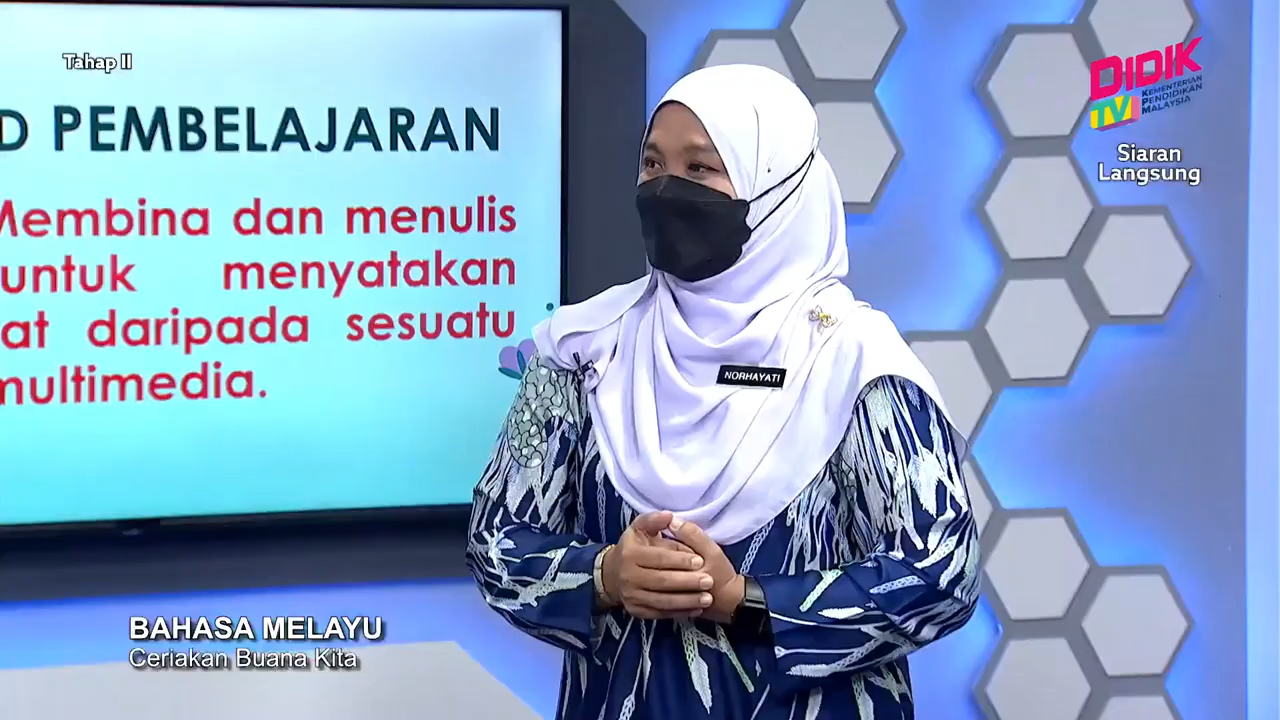 Tahap II
D PEMBELAJARAN
Membina dan menulis
untuk menyatakan
at daripada sesuatu
multimedia.
DIDIK
TV
KEMENTERIAN
PENDIDIKAN
MALAYSIA
Siaran
Langsung
NORHAYATI
BAHASA MELAYU
Ceriakan Buana Kita